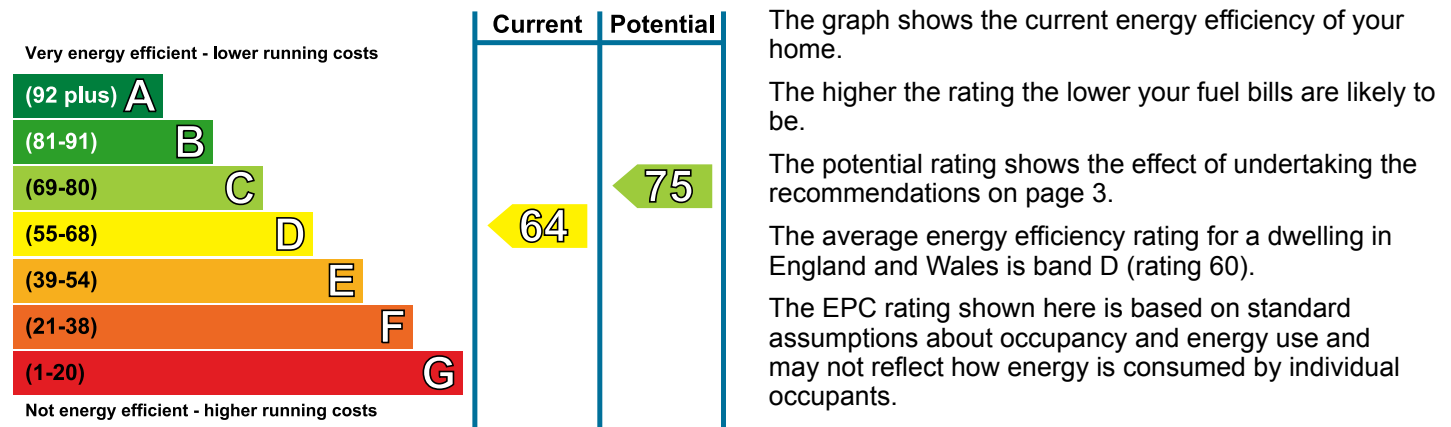 Current Potential
Very energy efficient - lower running costs
(92 plus) A
(81-91) B
(69-80) C
75
(55-68) D
64
(39-54) E
(21-38) F
(1-20) G
Not energy efficient - higher running costs
The graph shows the current energy efficiency of your
home.
The higher the rating the lower your fuel bills are likely to
be.
The potential rating shows the effect of undertaking the
recommendations on page 3.
The average energy efficiency rating for a dwelling in
England and Wales is band D (rating 60).
The EPC rating shown here is based on standard
assumptions about occupancy and energy use and
may not reflect how energy is consumed by individual
occupants.